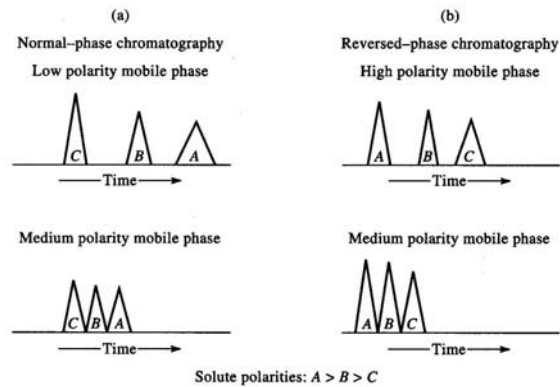 (a)
Normal–phase chromatography
Low polarity mobile phase
C B A
Time
Medium polarity mobile phase
C B A
Time
(b)
Reversed–phase chromatography
High polarity mobile phase
A B C
Time
Medium polarity mobile phase
A B C
Time
Solute polarities: A > B > C